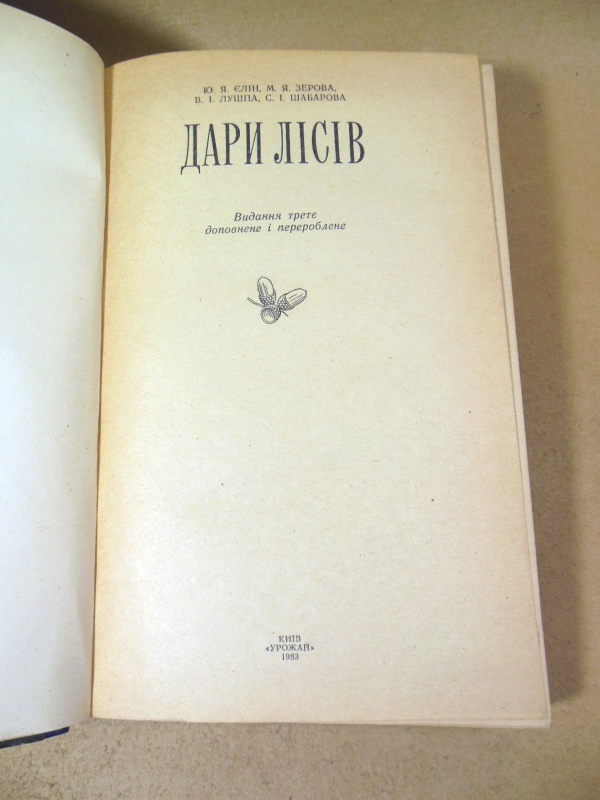 Ю. Я. ЄЛІН, М. Я. ЗЕРОВА,
В. І. ЛУШПА, С. І. ШАБАРОВА
ДАРИ ЛІСІВ
Видання третє
доповнене і перероблене
КИЇВ
«УРОЖАЙ»
1983